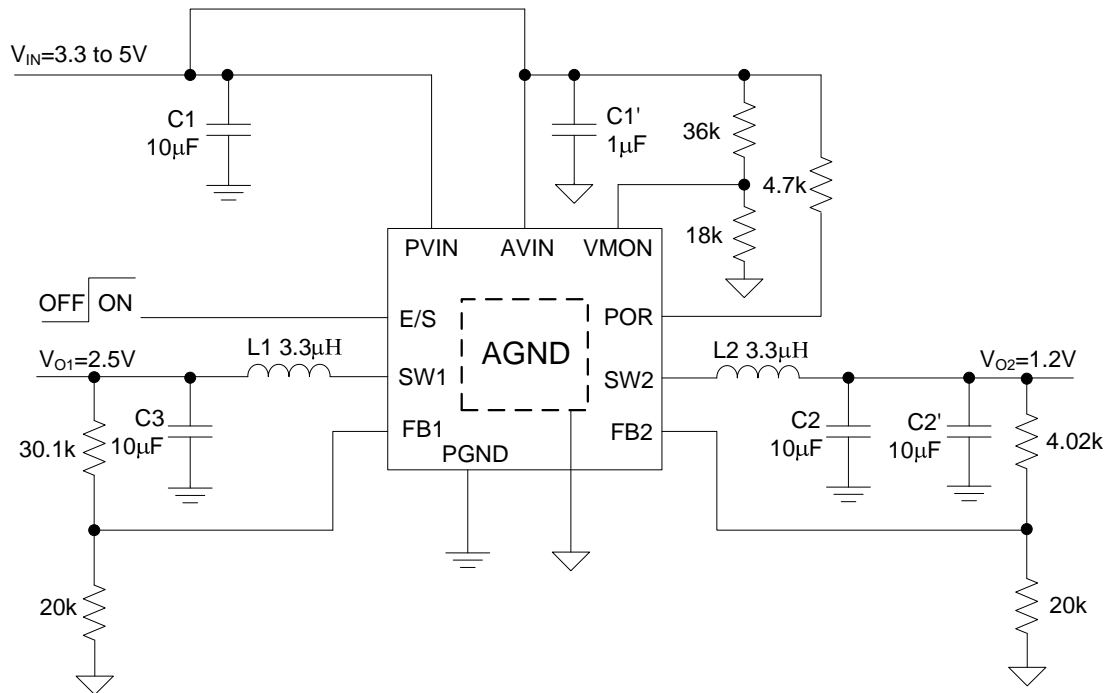 V_IN=3.3 to 5V
C1
10μF
C1'
1μF
36k
4.7k
18k
PVIN
AVIN
VMON
OFF
ON
E/S
POR
AGND
V_O1=2.5V
L1 3.3μH
SW1
SW2
L2 3.3μH
V_O2=1.2V
30.1k
C3
10μF
FB1
PGND
FB2
C2
10μF
C2'
10μF
4.02k
20k
20k